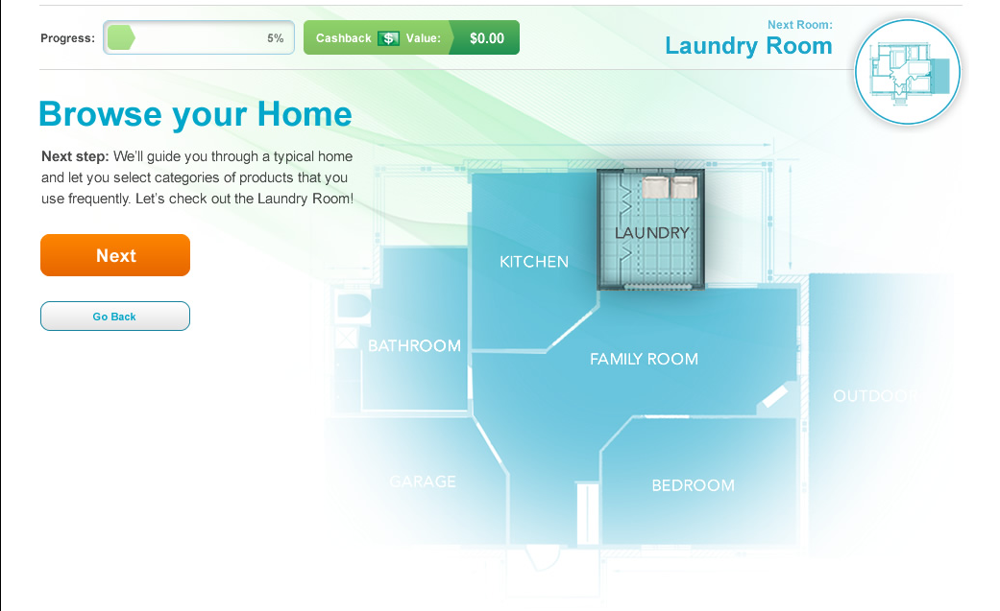 Progress:
5%
Cashback $ Value:
$0.00
Next Room:
Laundry Room
Browse your Home
Next step: We'll guide you through a typical home
and let you select categories of products that you
use frequently. Let's check out the Laundry Room!
Next
Go Back
LAUNDRY
KITCHEN
BATHROOM
FAMILY ROOM
OUTDOOR
GARAGE
BEDROOM